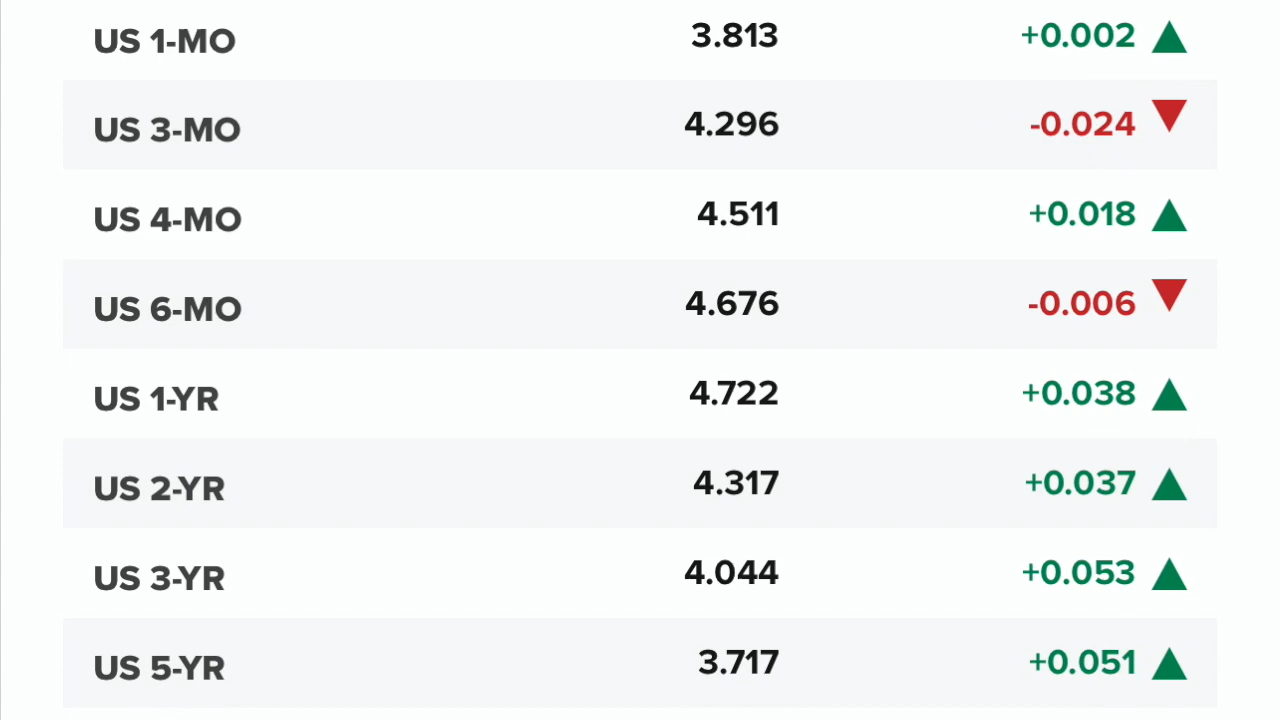 US 1-MO 3.813 +0.002 ▲
US 3-MO 4.296 -0.024 ▼
US 4-MO 4.511 +0.018 ▲
US 6-MO 4.676 -0.006 ▼
US 1-YR 4.722 +0.038 ▲
US 2-YR 4.317 +0.037 ▲
US 3-YR 4.044 +0.053 ▲
US 5-YR 3.717 +0.051 ▲